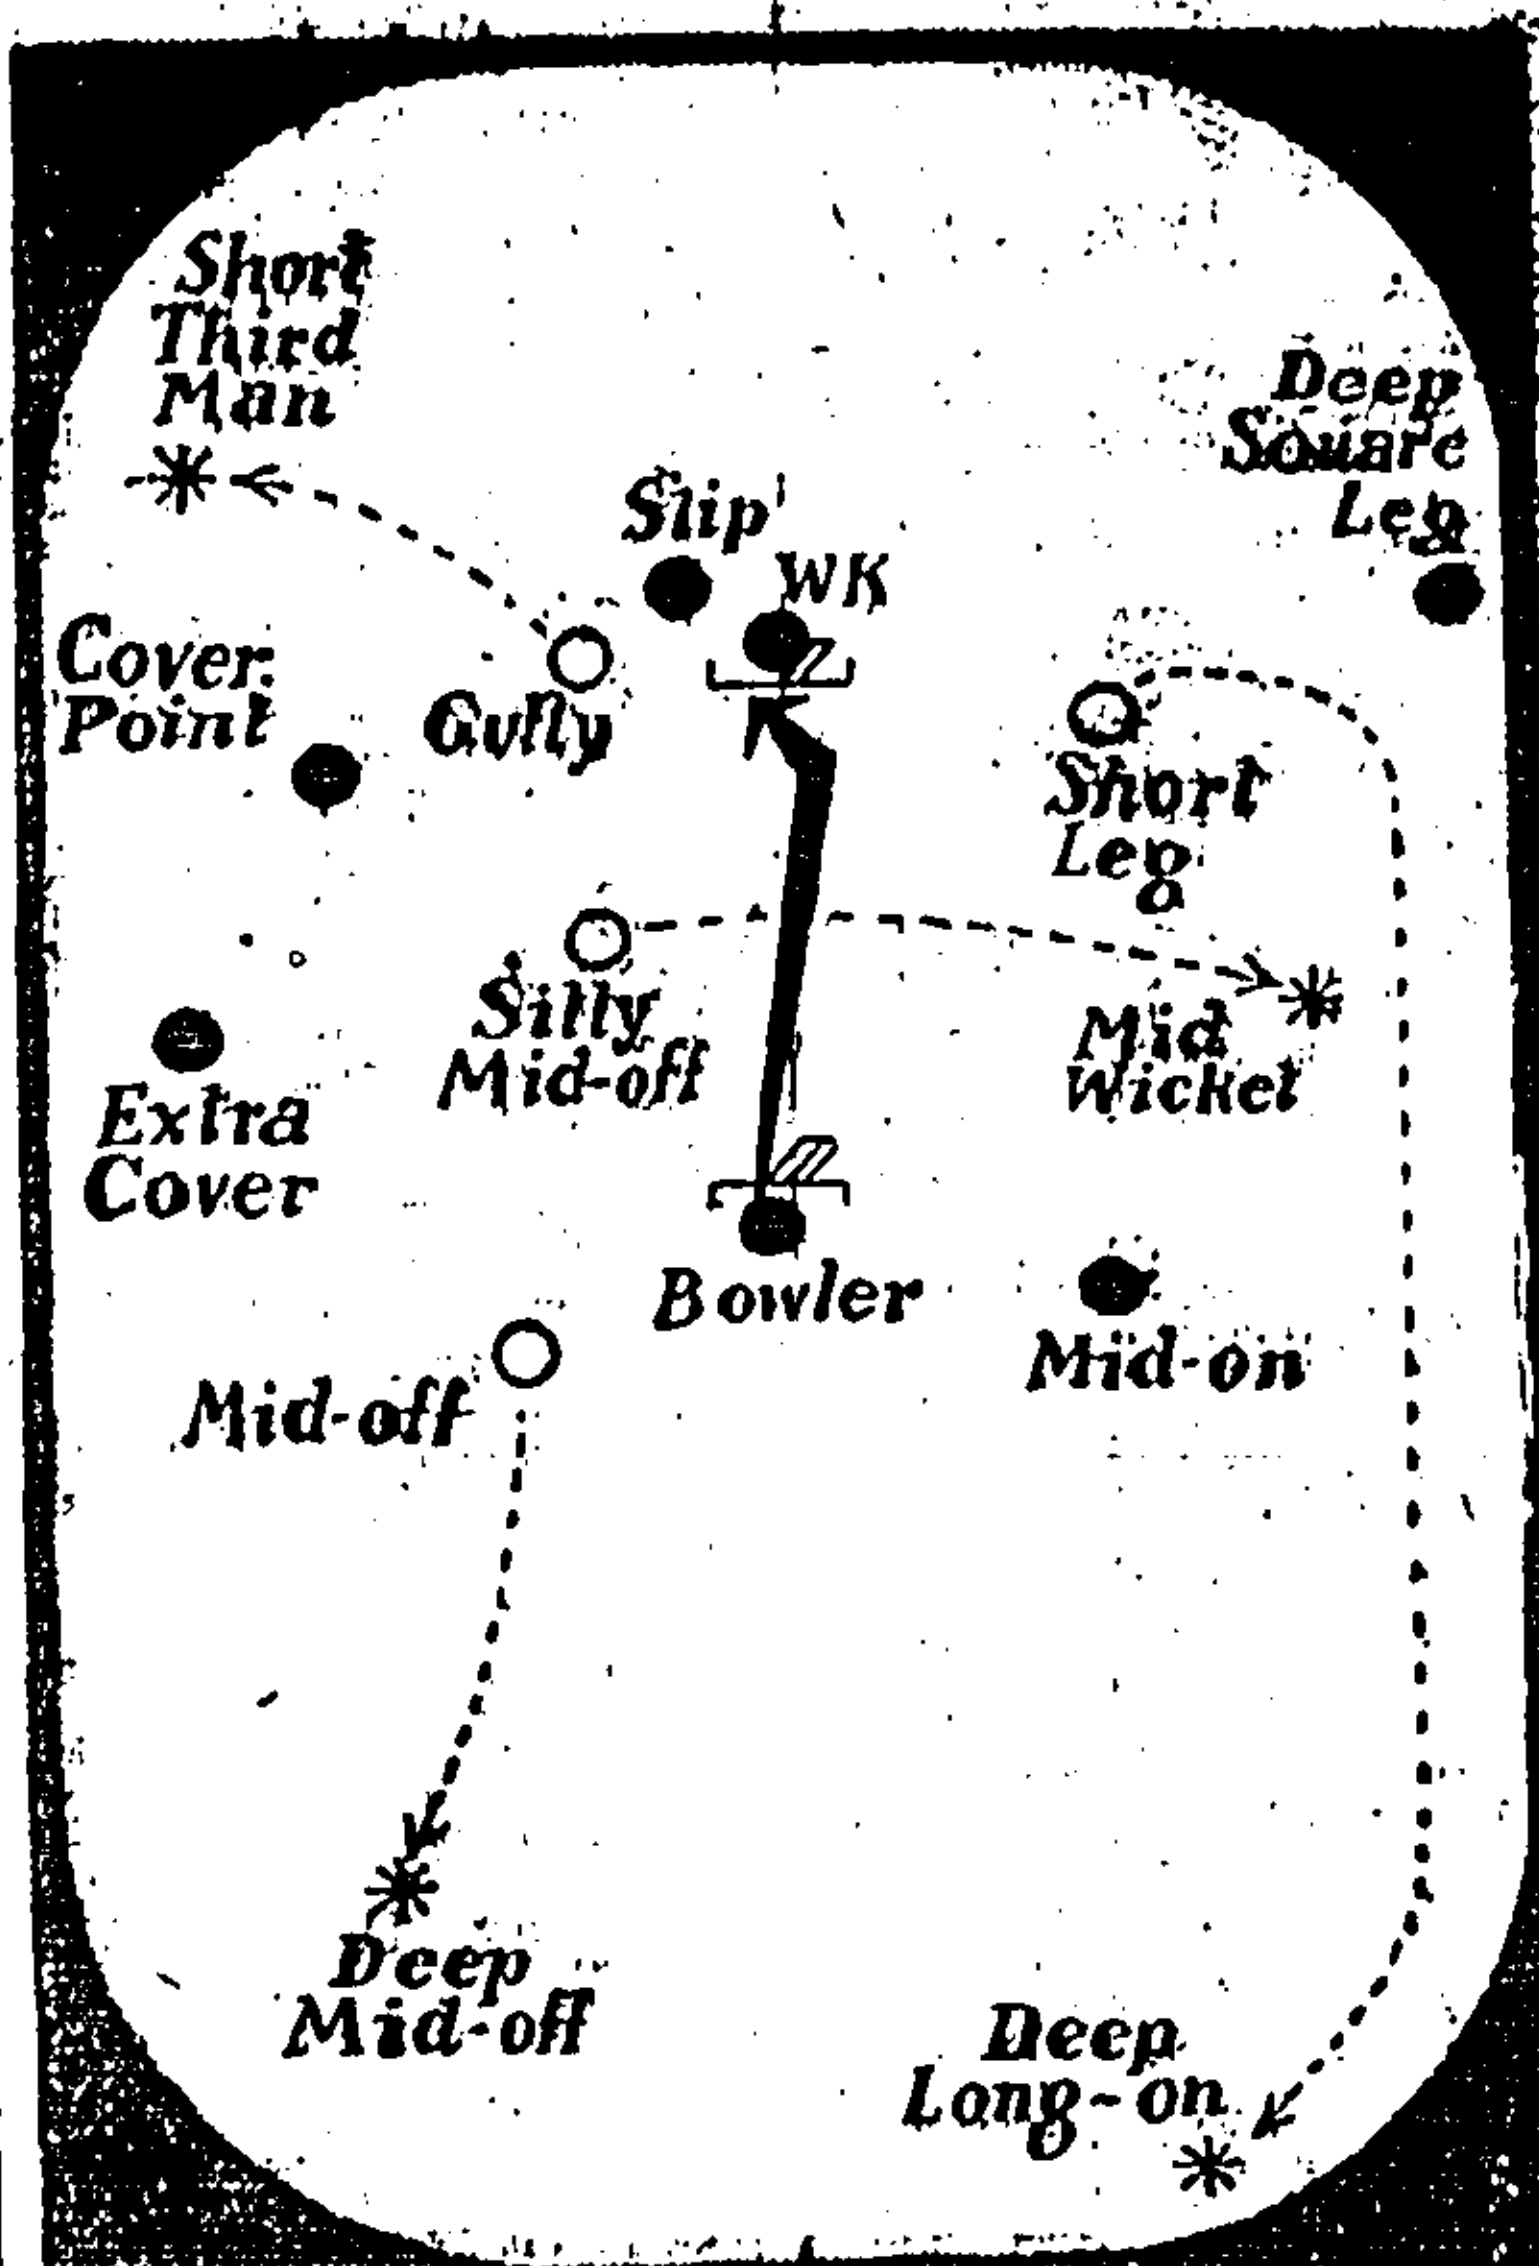 Short
Third
Man
Deep
Square
Leg
Slip
WK
Cover
Point
Gully
Short
Leg
Silly
Mid-off
Mid
Wicket
Extra
Cover
Bowler
Mid-on
Mid-off
Deep
Mid-off
Deep
Long-on